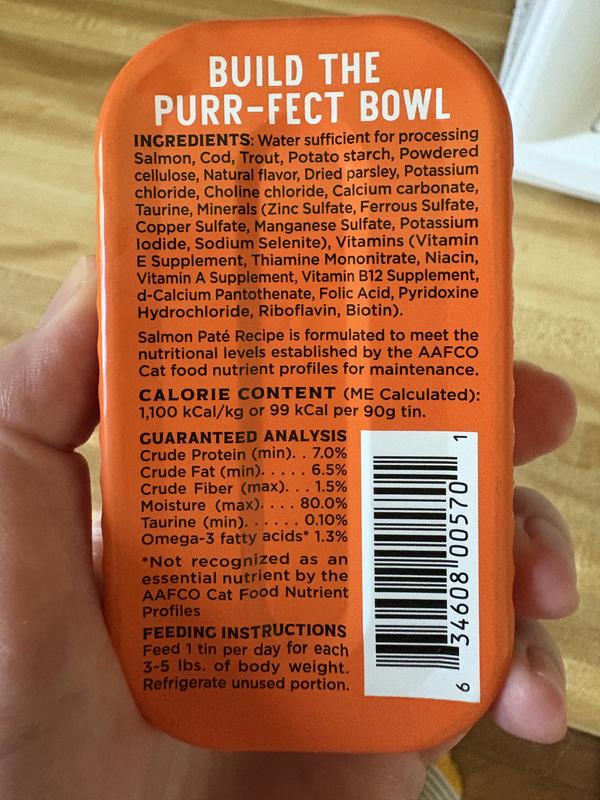 BUILD THE
PURR-FECT BOWL
INGREDIENTS: Water sufficient for processing
Salmon, Cod, Trout, Potato starch, Powdered
cellulose, Natural flavor, Dried parsley, Potassium
chloride, Choline chloride, Calcium carbonate,
Taurine, Minerals (Zinc Sulfate, Ferrous Sulfate,
Copper Sulfate, Manganese Sulfate, Potassium
Iodide, Sodium Selenite), Vitamins (Vitamin
E Supplement, Thiamine Mononitrate, Niacin,
Vitamin A Supplement, Vitamin B12 Supplement,
d-Calcium Pantothenate, Folic Acid, Pyridoxine
Hydrochloride, Riboflavin, Biotin).
Salmon Paté Recipe is formulated to meet the
nutritional levels established by the AAFCO
Cat food nutrient profiles for maintenance.
CALORIE CONTENT (ME Calculated):
1,100 kCal/kg or 99 kCal per 90g tin.
GUARANTEED ANALYSIS
Crude Protein (min). . 7.0%
Crude Fat (min). . . . . 6.5%
Crude Fiber (max). . . 1.5%
Moisture (max). . . . 80.0%
Taurine (min). . . . . . 0.10%
Omega-3 fatty acids* 1.3%
*Not recognized as an
essential nutrient by the
AAFCO Cat Food Nutrient
Profiles
FEEDING INSTRUCTIONS
Feed 1 tin per day for each
3-5 lbs. of body weight.
Refrigerate unused portion.
6 34608 00570 1